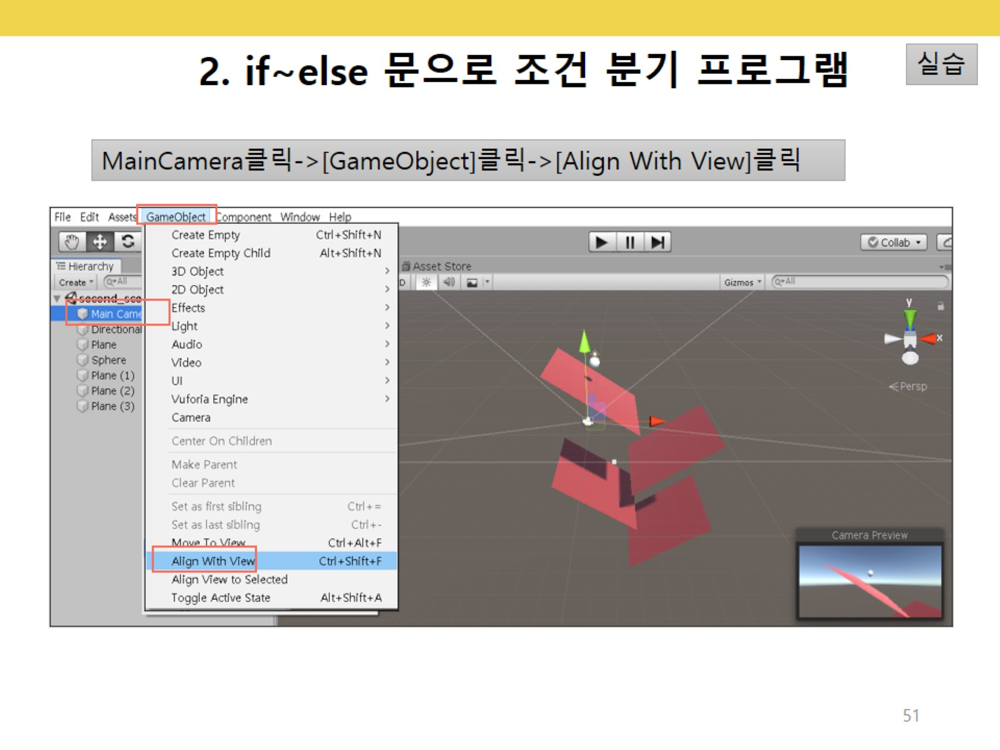 2. if~else 문으로 조건 분기 프로그램
실습
MainCamera클릭->[GameObject]클릭->[Align With View]클릭
File Edit Assets GameObject Component Window Help
Create Empty Ctrl+Shift+N
Create Empty Child Alt+Shift+N
3D Object >
2D Object >
Effects >
Light >
Audio >
Video >
UI >
Vuforia Engine >
Camera
Center On Children
Make Parent
Clear Parent
Set as first sibling Ctrl+=
Set as last sibling Ctrl+-
Move To View Ctrl+Alt+F
Align With View Ctrl+Shift+F
Align View to Selected
Toggle Active State Alt+Shift+A
Collab
Hierarchy
Create All
second_sco
Main Came
Directional
Plane
Sphere
Plane (1)
Plane (2)
Plane (3)
Asset Store
D Gizmos All
y
x
Persp
Camera Preview
51